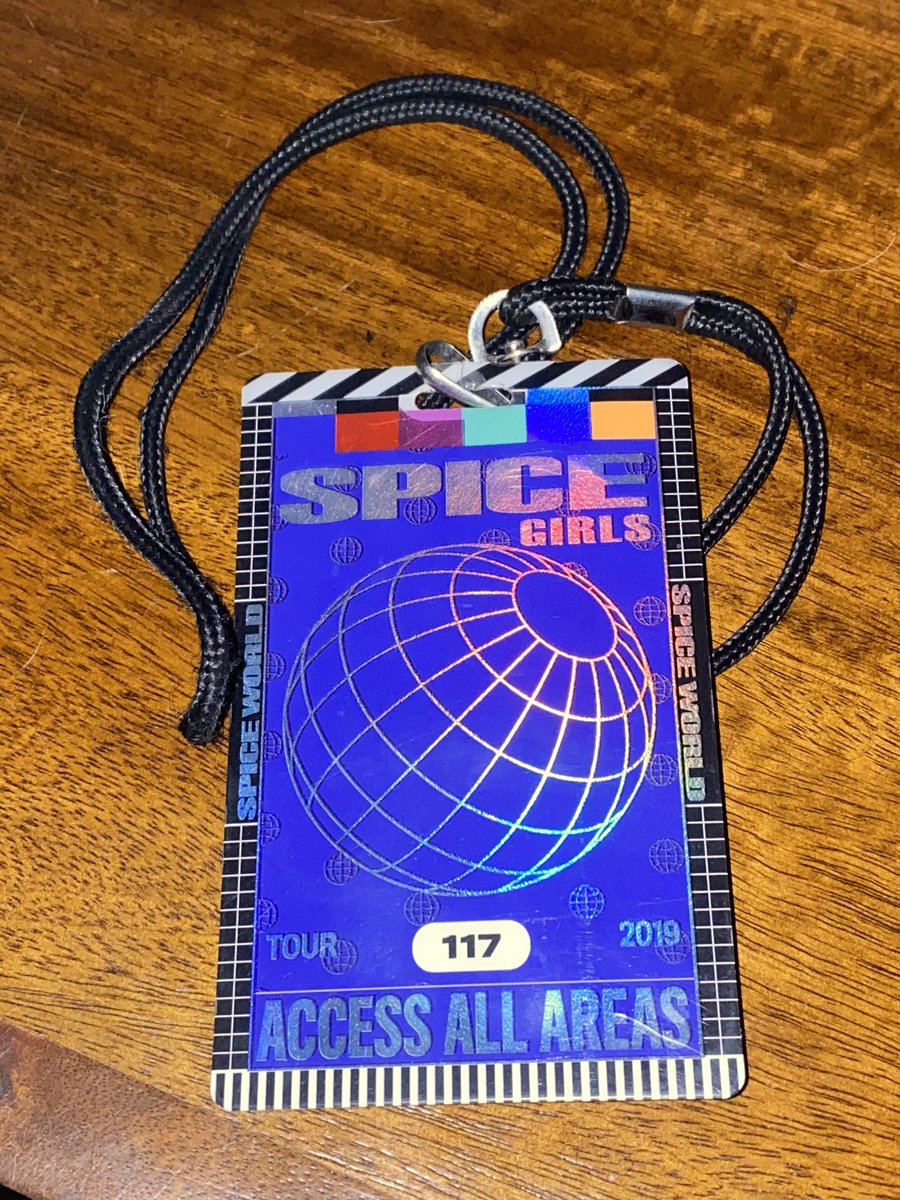 SPICE
GIRLS
SPICE WORLD
SPICE WORLD
TOUR
117
2019
ACCESS ALL AREAS